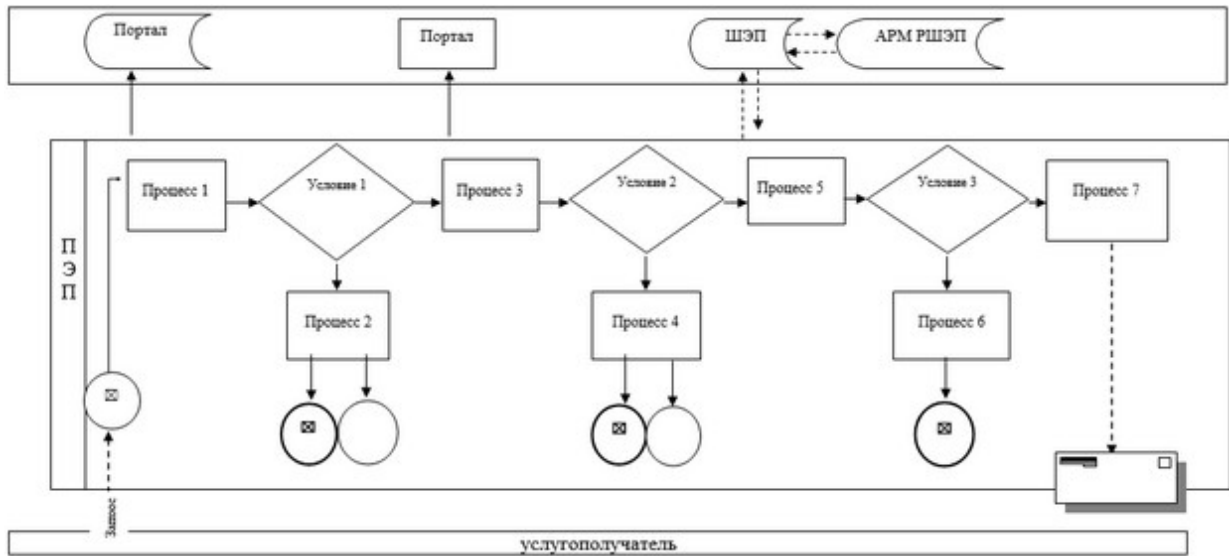 Портал
Портал
ШЭП
АРМ РШЭП
Процесс 1
Условие 1
Процесс 3
Условие 2
Процесс 5
Условие 3
Процесс 7
ПЭП
Процесс 2
Процесс 4
Процесс 6
Запрос
услугополучатель